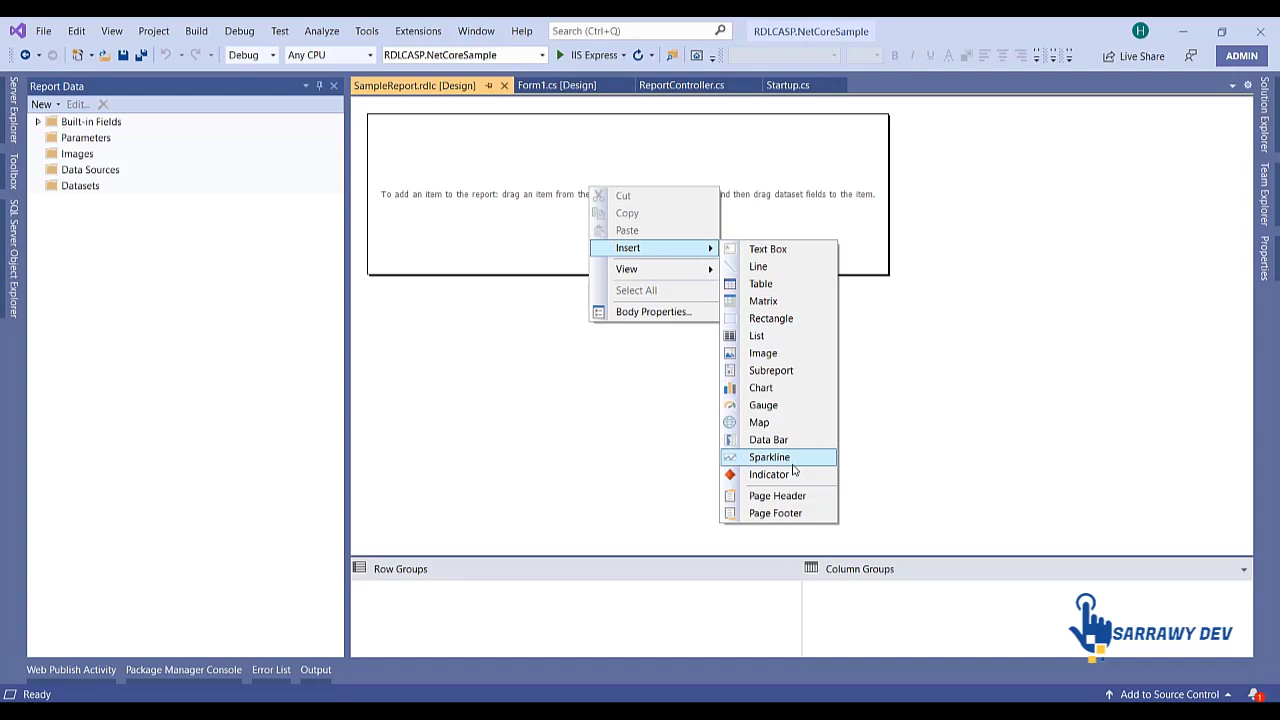 File Edit View Project Build Debug Test Analyze Tools Extensions Window Help Search (Ctrl+Q) RDLCASP.NetCoreSample H
Debug Any CPU RDLCASP.NetCoreSample IIS Express Live Share ADMIN
Report Data
SampleReport.rdlc [Design] Form1.cs [Design] ReportController.cs Startup.cs
New Edit...
Built-in Fields
Parameters
Images
Data Sources
Datasets
Server Explorer
Toolbox
SQL Server Object Explorer
To add an item to the report: drag an item from the
nd then drag dataset fields to the item.
Cut
Copy
Paste
Insert
View
Select All
Body Properties...
Text Box
Line
Table
Matrix
Rectangle
List
Image
Subreport
Chart
Gauge
Map
Data Bar
Sparkline
Indicator
Page Header
Page Footer
Solution Explorer
Team Explorer
Properties
Row Groups
Column Groups
SARRAWY DEV
Web Publish Activity Package Manager Console Error List Output
Ready
Add to Source Control
1